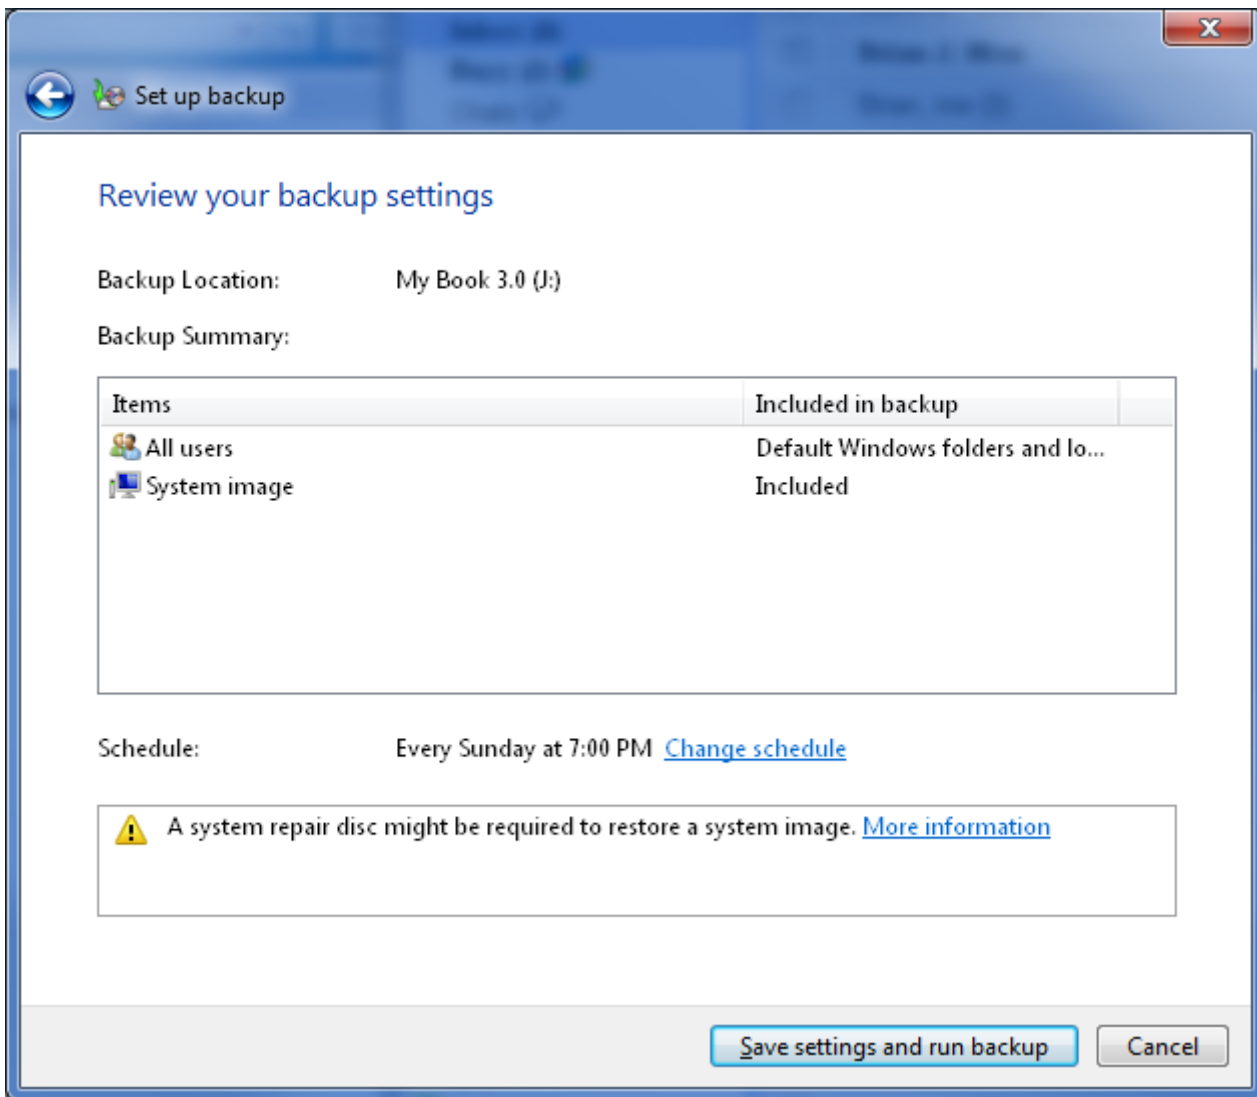 Set up backup
Review your backup settings
Backup Location: My Book 3.0 (J:)
Backup Summary:
Items Included in backup
All users Default Windows folders and lo...
System image Included
Schedule: Every Sunday at 7:00 PM Change schedule
A system repair disc might be required to restore a system image. More information
Save settings and run backup Cancel